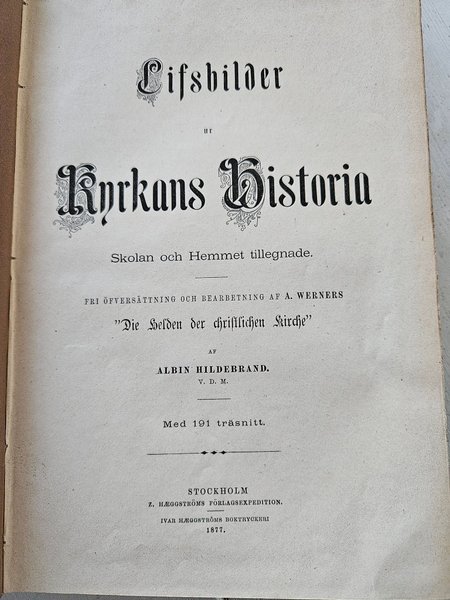 Lifsbilder
ur
Kyrkans Historia
Skolan och Hemmet tillegnade.
FRI ÖFVERSÄTTNING OCH BEARBETNING AF A. WERNERS
"Die Helden der christlichen Kirche"
AF
ALBIN HILDEBRAND.
V. D. M.
Med 191 träsnitt.
STOCKHOLM
Z. HÆGGSTRÖMS FÖRLAGSEXPEDITION.
IVAR HÆGGSTRÖMS BOKTRYCKERI
1877.